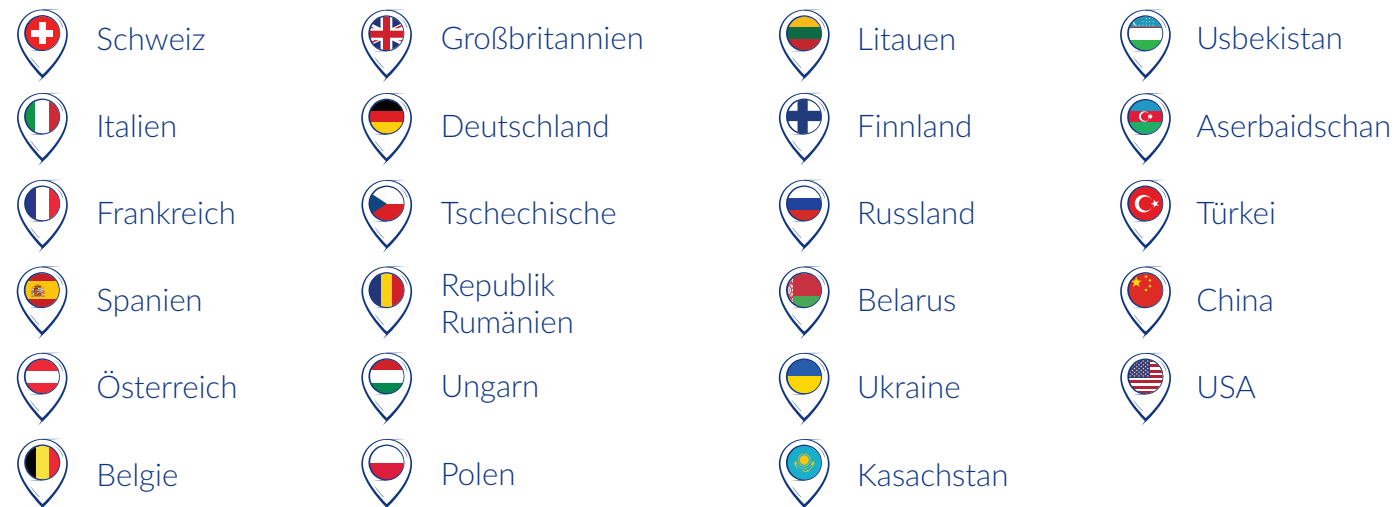 Schweiz
Italien
Frankreich
Spanien
Österreich
Belgie
Großbritannien
Deutschland
Tschechische
Republik
Rumänien
Ungarn
Polen
Litauen
Finnland
Russland
Belarus
Ukraine
Kasachstan
Usbekistan
Aserbaidschan
Türkei
China
USA